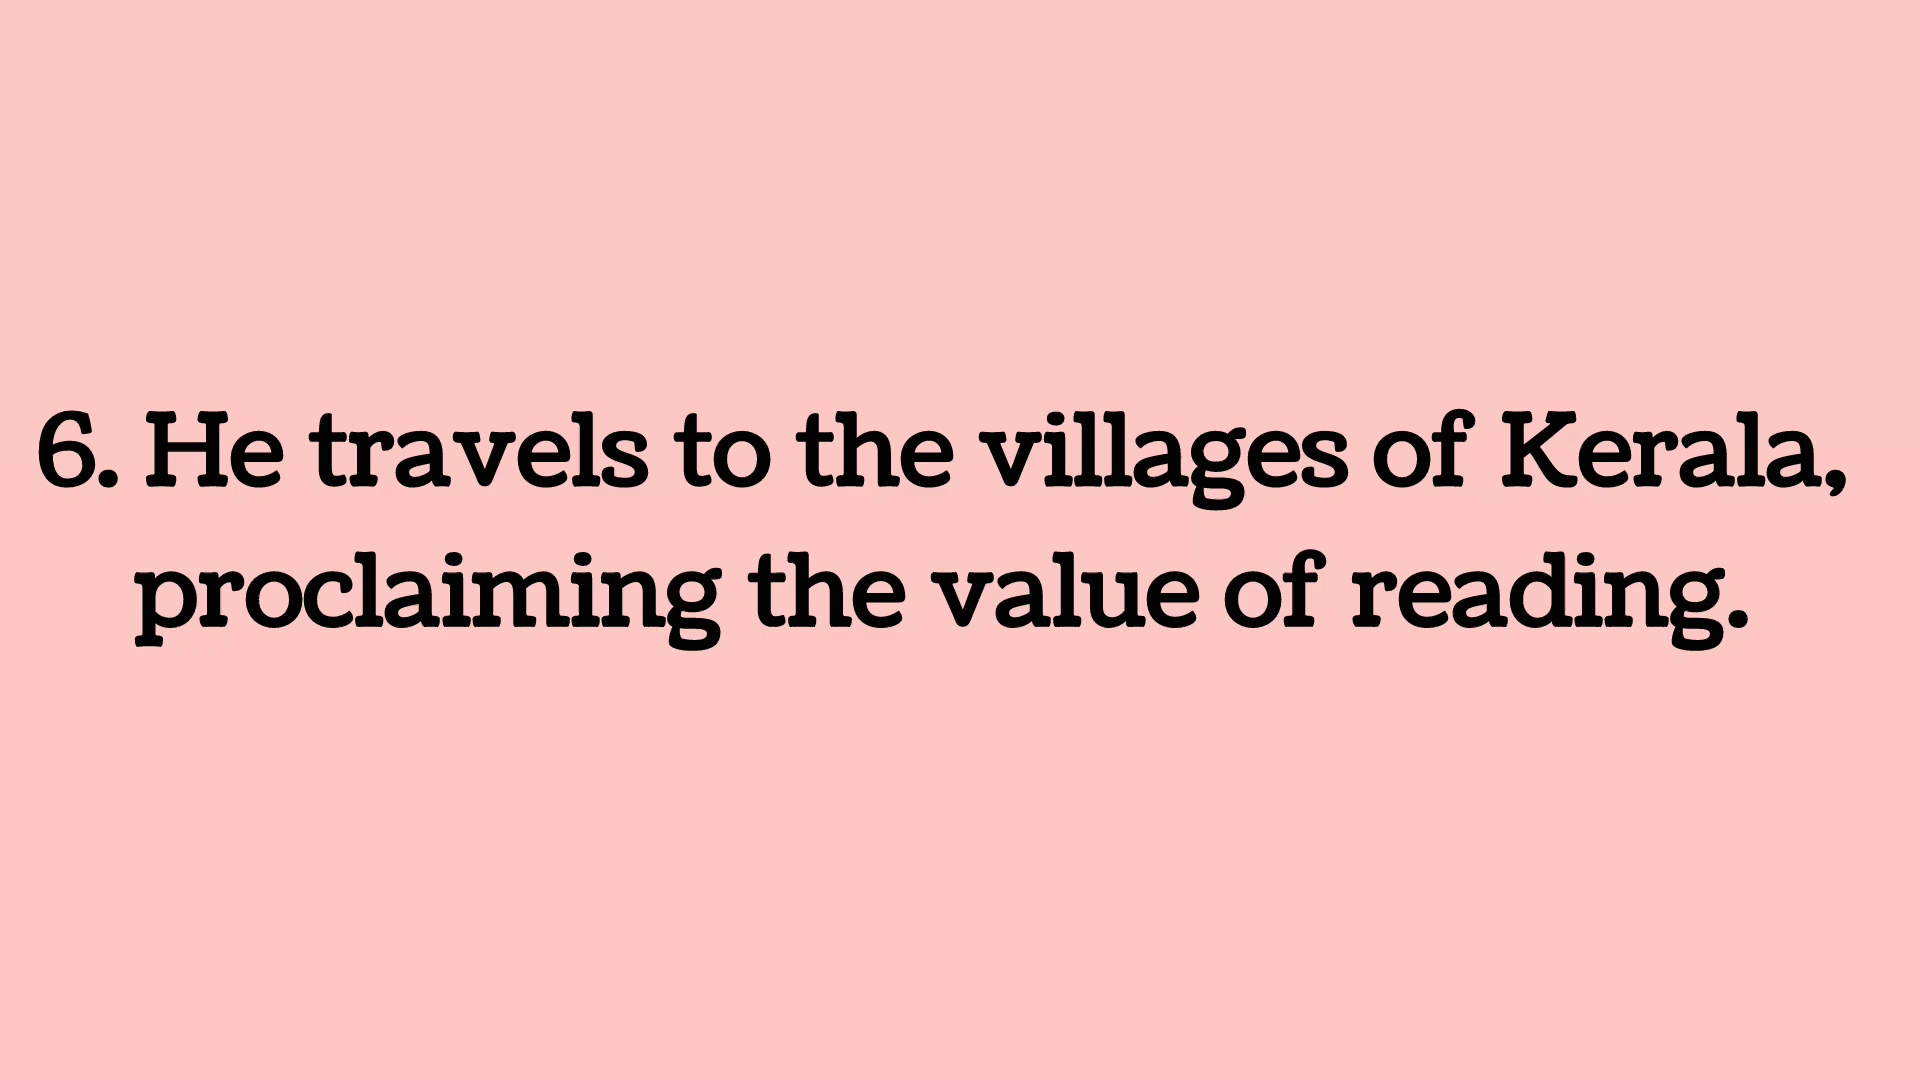 6. He travels to the villages of Kerala,
proclaiming the value of reading.